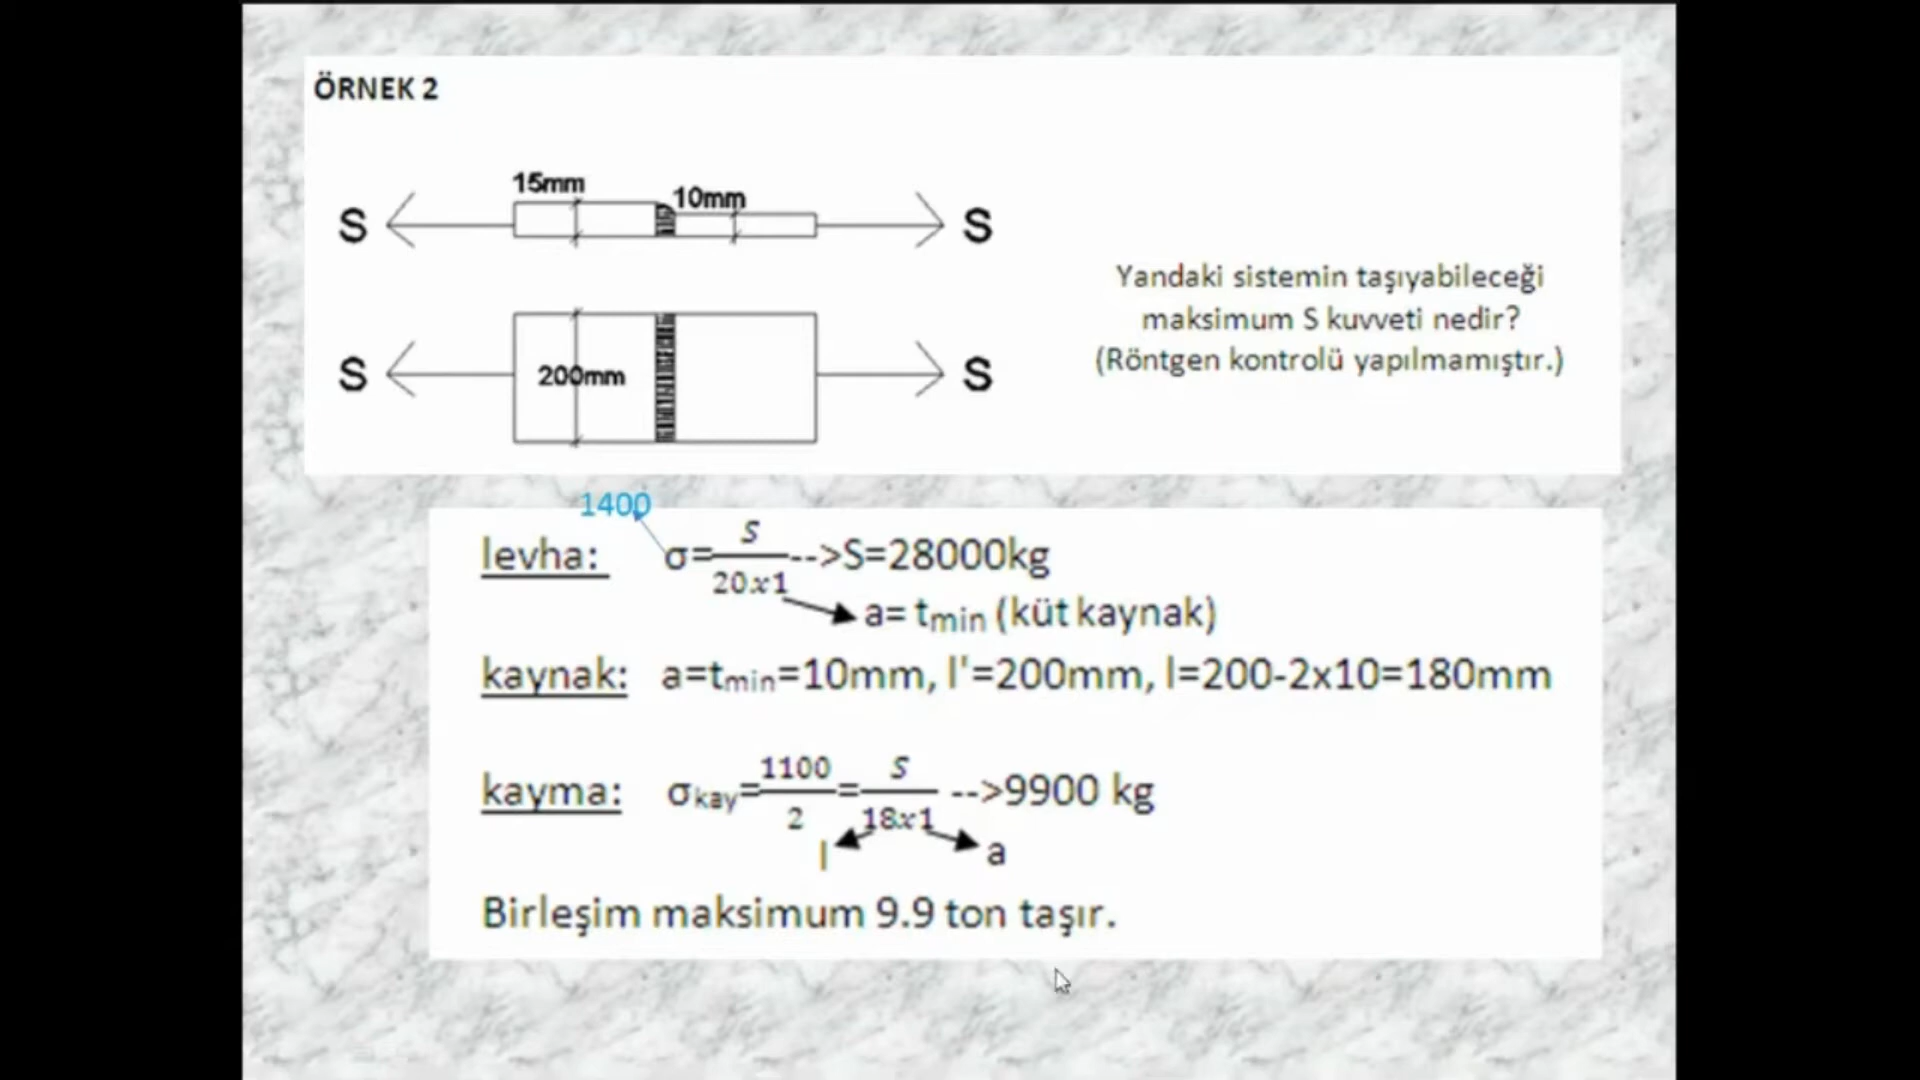 ÖRNEK 2
15mm
10mm
S
S
Yandaki sistemin taşıyabileceği
maksimum S kuvveti nedir?
(Röntgen kontrolü yapılmamıştır.)
S
200mm
S
1400
levha: σ=S/20x1-->S=28000kg
a= tmin (küt kaynak)
kaynak: a=tmin=10mm, l'=200mm, l=200-2x10=180mm
kayma: σkay=1100/2=S/18x1 -->9900 kg
l
a
Birleşim maksimum 9.9 ton taşır.